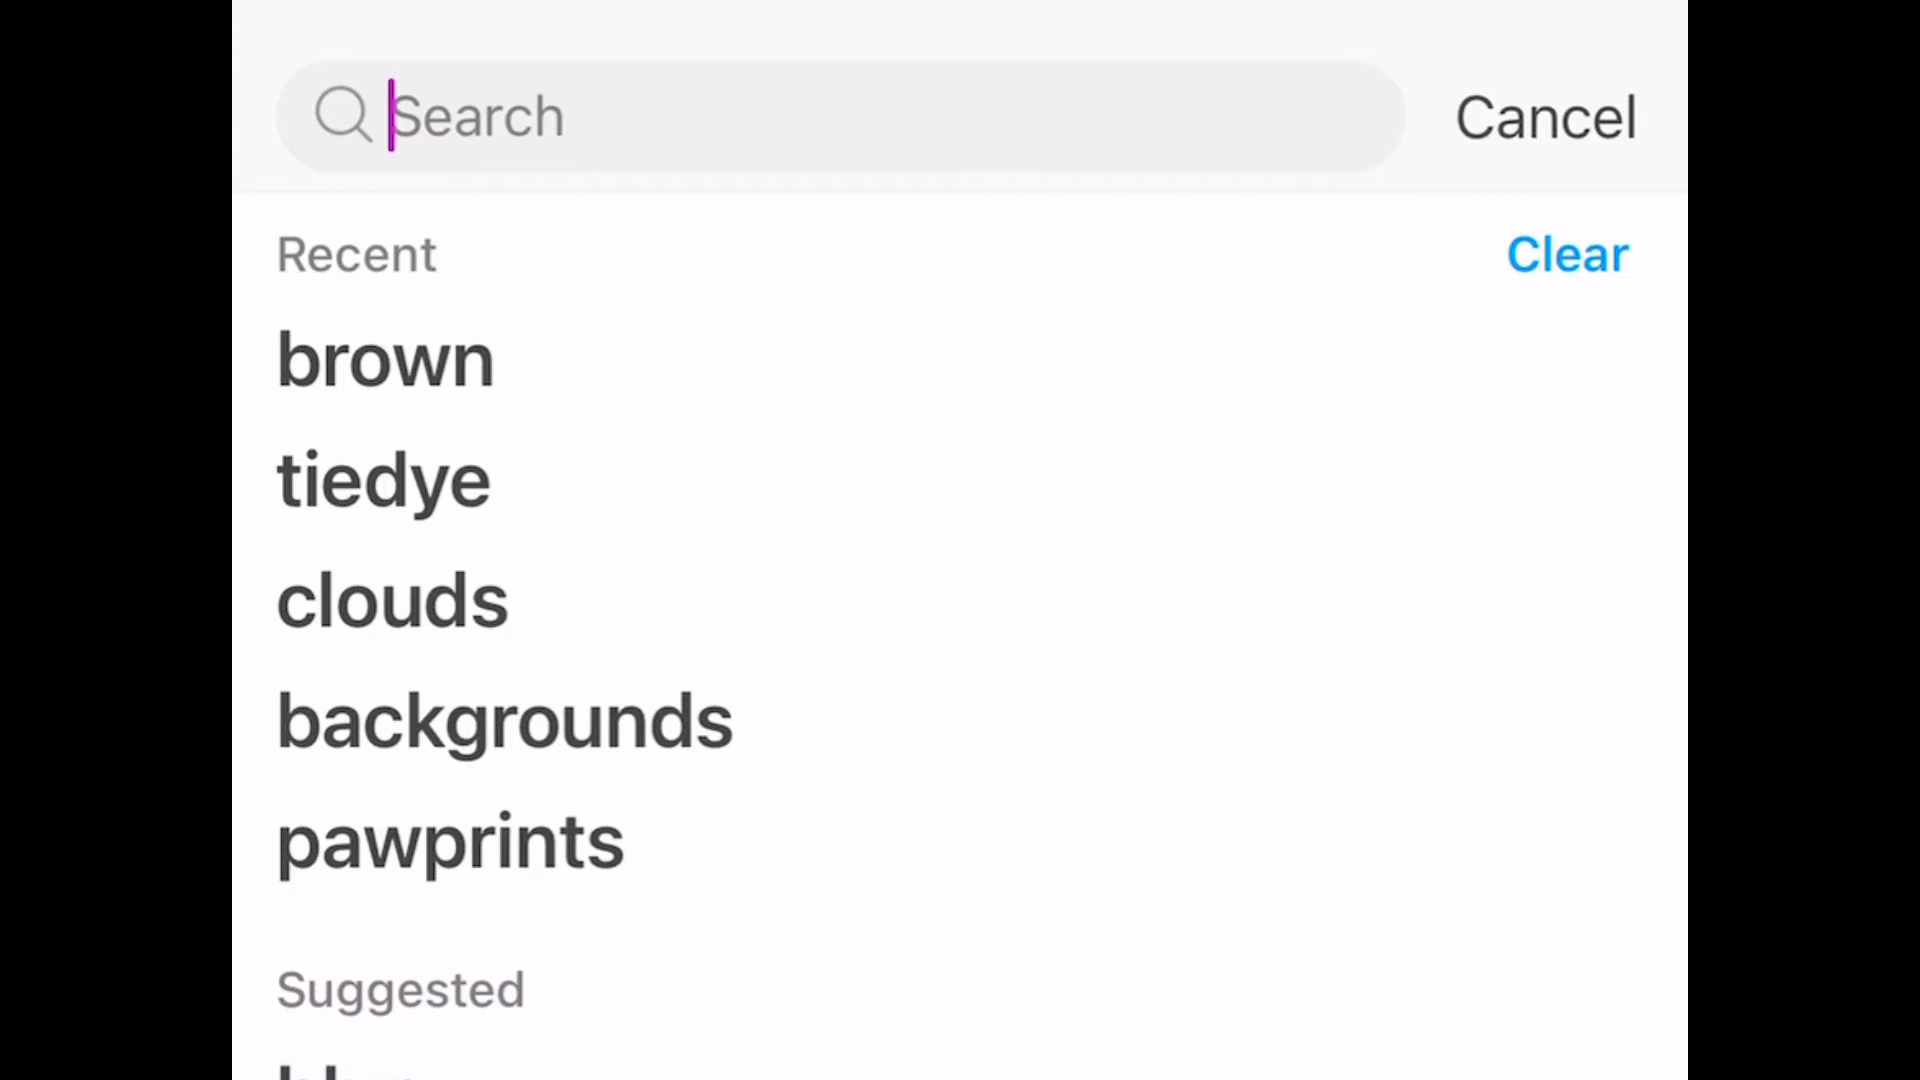 Search
Cancel
Recent
Clear
brown
tiedye
clouds
backgrounds
pawprints
Suggested